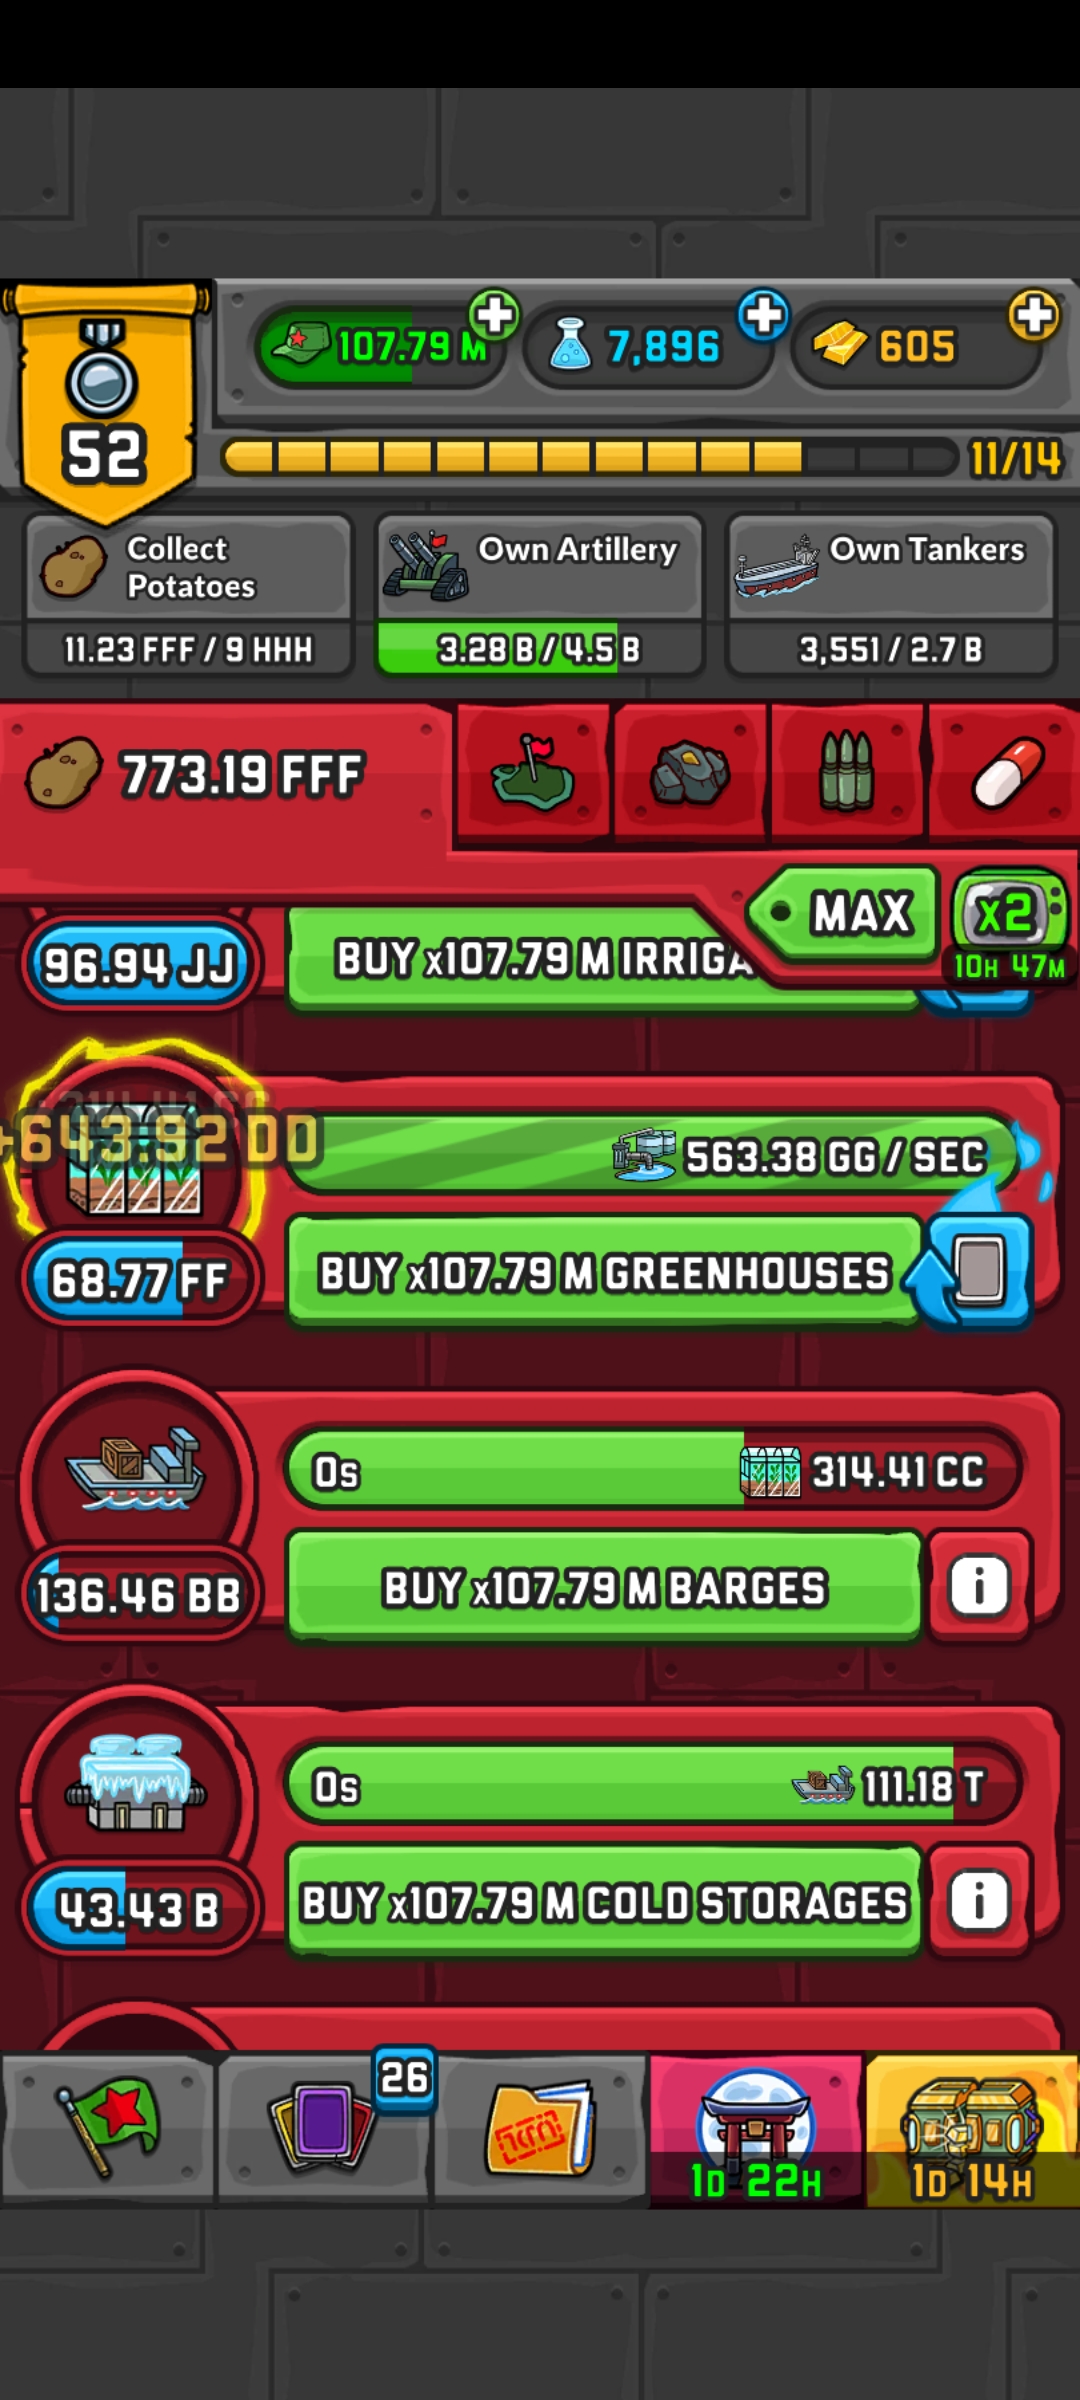 107.79 M
7,896
605
52
11/14
Collect
Potatoes
Own Artillery
Own Tankers
11.23 FFF / 9 HHH
3.28 B / 4.5 B
3,551 / 2.7 B
773.19 FFF
MAX
x2
10H 47M
96.94 JJ
BUY x107.79 M
+643.92 DD
563.38 GG / SEC
68.77 FF
BUY x107.79 M GREENHOUSES
0s
314.41 CC
136.46 BB
BUY x107.79 M BARGES
0s
111.18 T
43.43 B
BUY x107.79 M COLD STORAGES
26
1D 22H
1D 14H